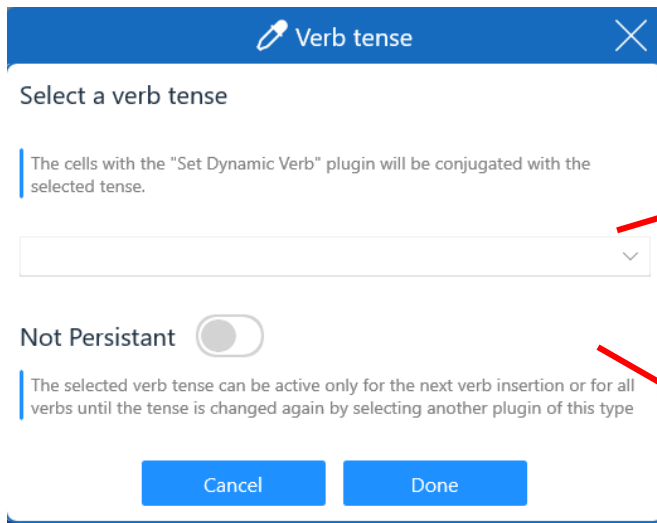 Verb tense
Select a verb tense
The cells with the "Set Dynamic Verb" plugin will be conjugated with the
selected tense.
Not Persistant
The selected verb tense can be active only for the next verb insertion or for all
verbs until the tense is changed again by selecting another plugin of this type
Cancel Done